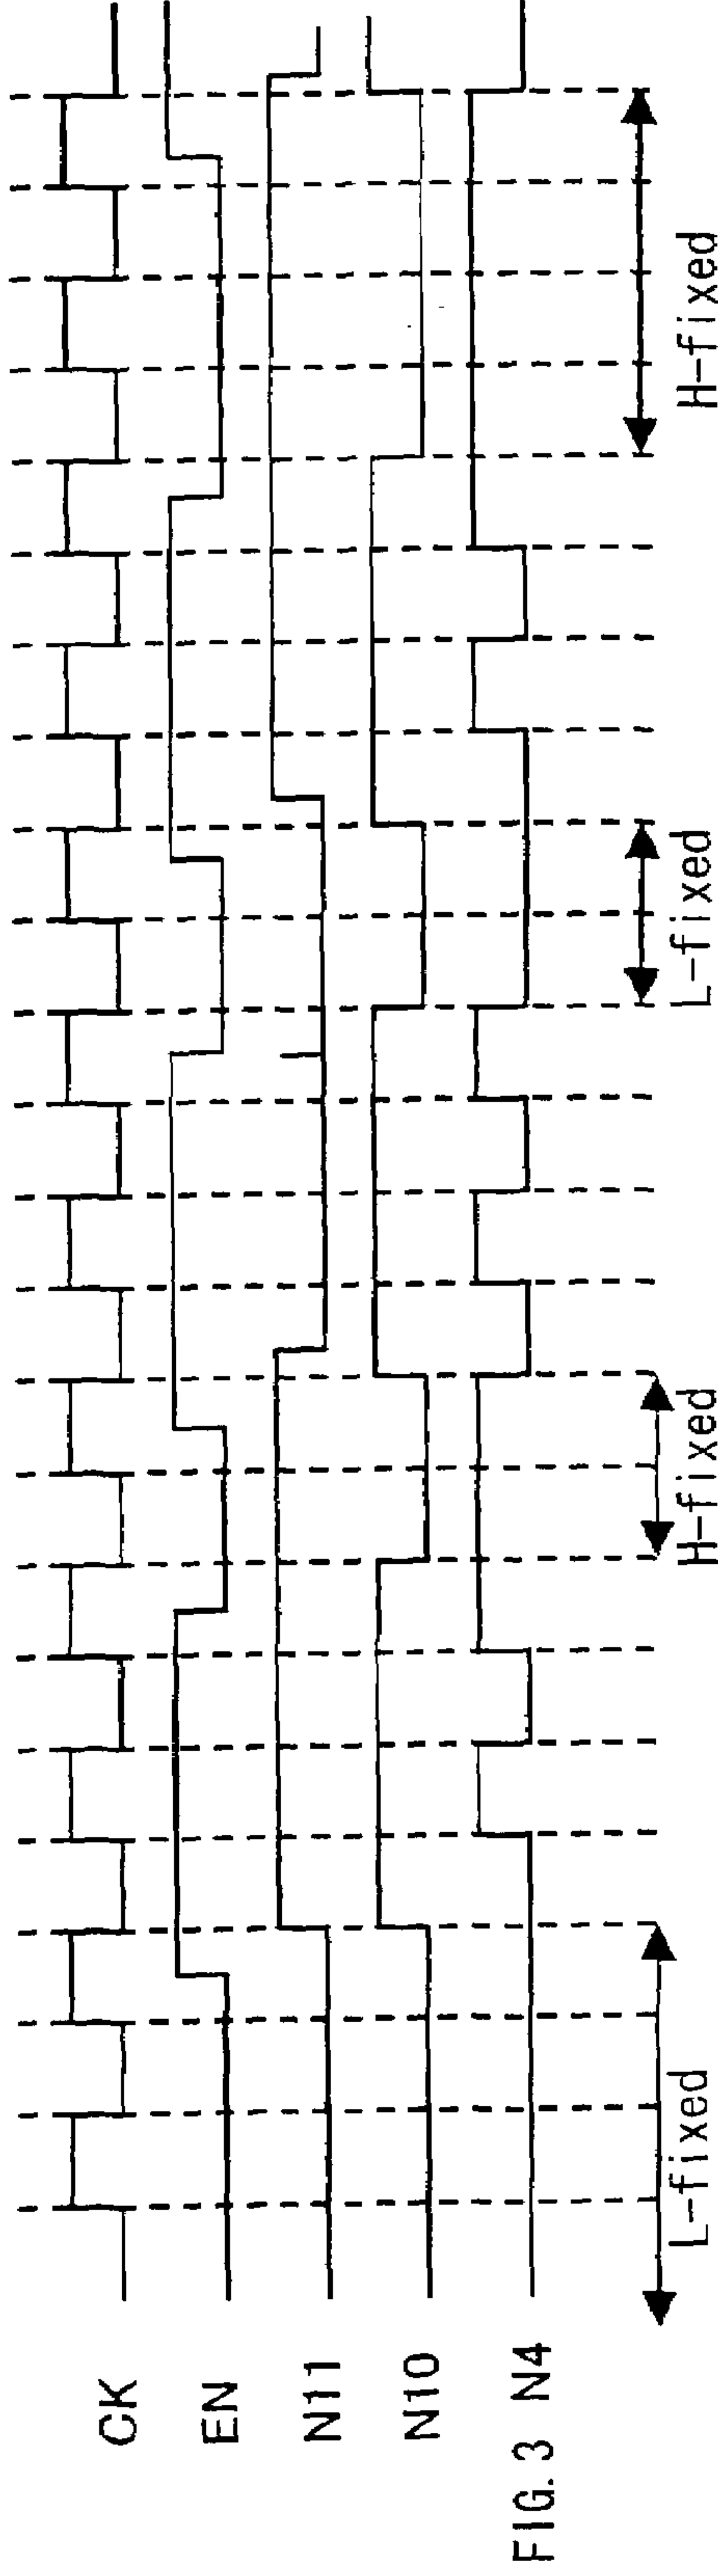 CK
EN
N11
N10
FIG. 3 N4
L-fixed
H-fixed
L-fixed
H-fixed